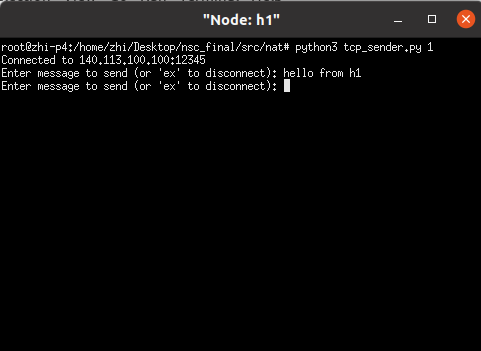 "Node: h1"
root@zhi-p4:/home/zhi/Desktop/nsc_final/src/nat# python3 tcp_sender.py 1
Connected to 140.113.100.100:12345
Enter message to send (or 'ex' to disconnect): hello from h1
Enter message to send (or 'ex' to disconnect):